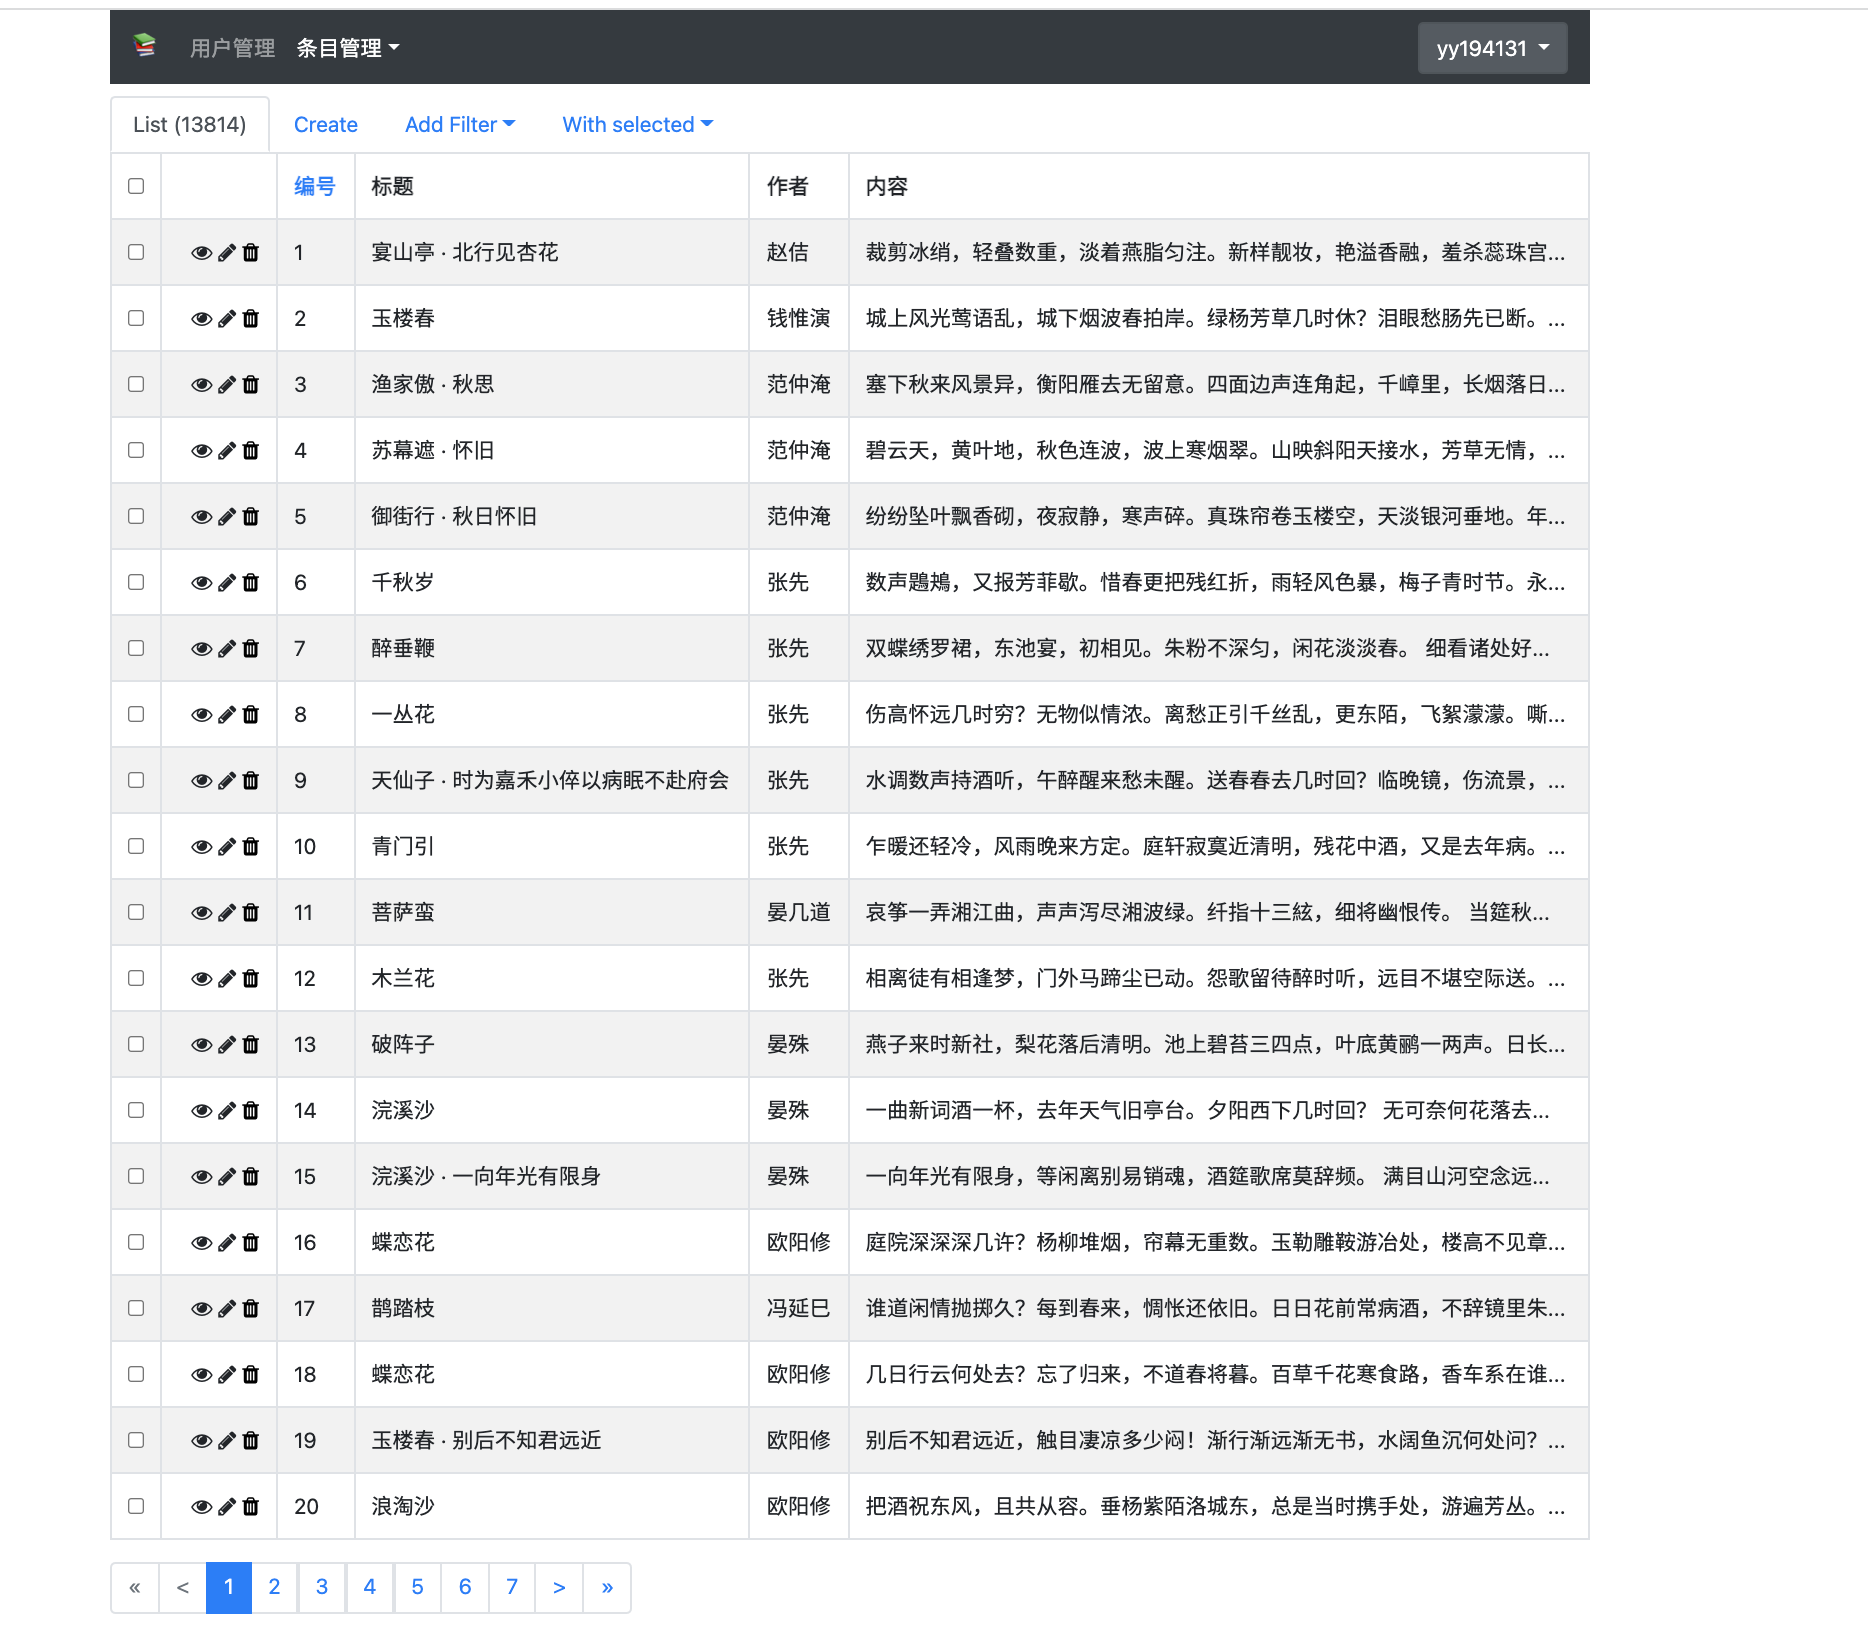 用户管理 条目管理 yy194131
List (13814) Create Add Filter With selected
编号 标题 作者 内容
1 宴山亭 · 北行见杏花 赵佶 裁剪冰绡，轻叠数重，淡着燕脂匀注。新样靓妆，艳溢香融，羞杀蕊珠宫...
2 玉楼春 钱惟演 城上风光莺语乱，城下烟波春拍岸。绿杨芳草几时休？泪眼愁肠先已断。...
3 渔家傲 · 秋思 范仲淹 塞下秋来风景异，衡阳雁去无留意。四面边声连角起，千嶂里，长烟落日...
4 苏幕遮 · 怀旧 范仲淹 碧云天，黄叶地，秋色连波，波上寒烟翠。山映斜阳天接水，芳草无情，...
5 御街行 · 秋日怀旧 范仲淹 纷纷坠叶飘香砌，夜寂静，寒声碎。真珠帘卷玉楼空，天淡银河垂地。年...
6 千秋岁 张先 数声鶗鴂，又报芳菲歇。惜春更把残红折，雨轻风色暴，梅子青时节。永...
7 醉垂鞭 张先 双蝶绣罗裙，东池宴，初相见。朱粉不深匀，闲花淡淡春。 细看诸处好...
8 一丛花 张先 伤高怀远几时穷？无物似情浓。离愁正引千丝乱，更东陌，飞絮濛濛。嘶...
9 天仙子 · 时为嘉禾小倅以病眠不赴府会 张先 水调数声持酒听，午醉醒来愁未醒。送春春去几时回？临晚镜，伤流景，...
10 青门引 张先 乍暖还轻冷，风雨晚来方定。庭轩寂寞近清明，残花中酒，又是去年病。...
11 菩萨蛮 晏几道 哀筝一弄湘江曲，声声泻尽湘波绿。纤指十三絃，细将幽恨传。 当筵秋...
12 木兰花 张先 相离徒有相逢梦，门外马蹄尘已动。怨歌留待醉时听，远目不堪空际送。...
13 破阵子 晏殊 燕子来时新社，梨花落后清明。池上碧苔三四点，叶底黄鹂一两声。日长...
14 浣溪沙 晏殊 一曲新词酒一杯，去年天气旧亭台。夕阳西下几时回？ 无可奈何花落去...
15 浣溪沙 · 一向年光有限身 晏殊 一向年光有限身，等闲离别易销魂，酒筵歌席莫辞频。 满目山河空念远...
16 蝶恋花 欧阳修 庭院深深深几许？杨柳堆烟，帘幕无重数。玉勒雕鞍游冶处，楼高不见章...
17 鹊踏枝 冯延巳 谁道闲情抛掷久？每到春来，惆怅还依旧。日日花前常病酒，不辞镜里朱...
18 蝶恋花 欧阳修 几日行云何处去？忘了归来，不道春将暮。百草千花寒食路，香车系在谁...
19 玉楼春 · 别后不知君远近 欧阳修 别后不知君远近，触目凄凉多少闷！渐行渐远渐无书，水阔鱼沉何处问？...
20 浪淘沙 欧阳修 把酒祝东风，且共从容。垂杨紫陌洛城东，总是当时携手处，游遍芳丛。...
« < 1 2 3 4 5 6 7 > »